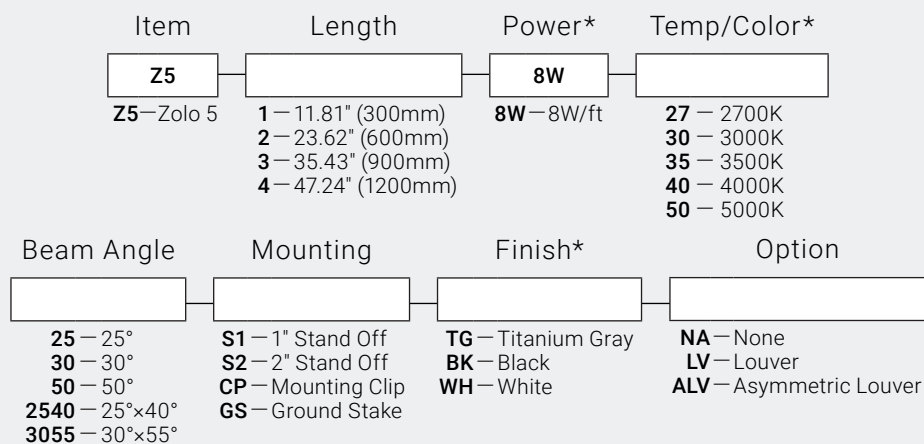 Item Length Power* Temp/Color*
Z5 8W
Z5—Zolo 5 1—11.81" (300mm) 8W—8W/ft 27 — 2700K
2—23.62" (600mm) 30 — 3000K
3—35.43" (900mm) 35 — 3500K
4—47.24" (1200mm) 40 — 4000K
50 — 5000K
Beam Angle Mounting Finish* Option
25 — 25° S1—1" Stand Off TG—Titanium Gray NA—None
30 — 30° S2—2" Stand Off BK—Black LV—Louver
50 — 50° CP—Mounting Clip WH—White ALV—Asymmetric Louver
2540 — 25°×40° GS—Ground Stake
3055 — 30°×55°